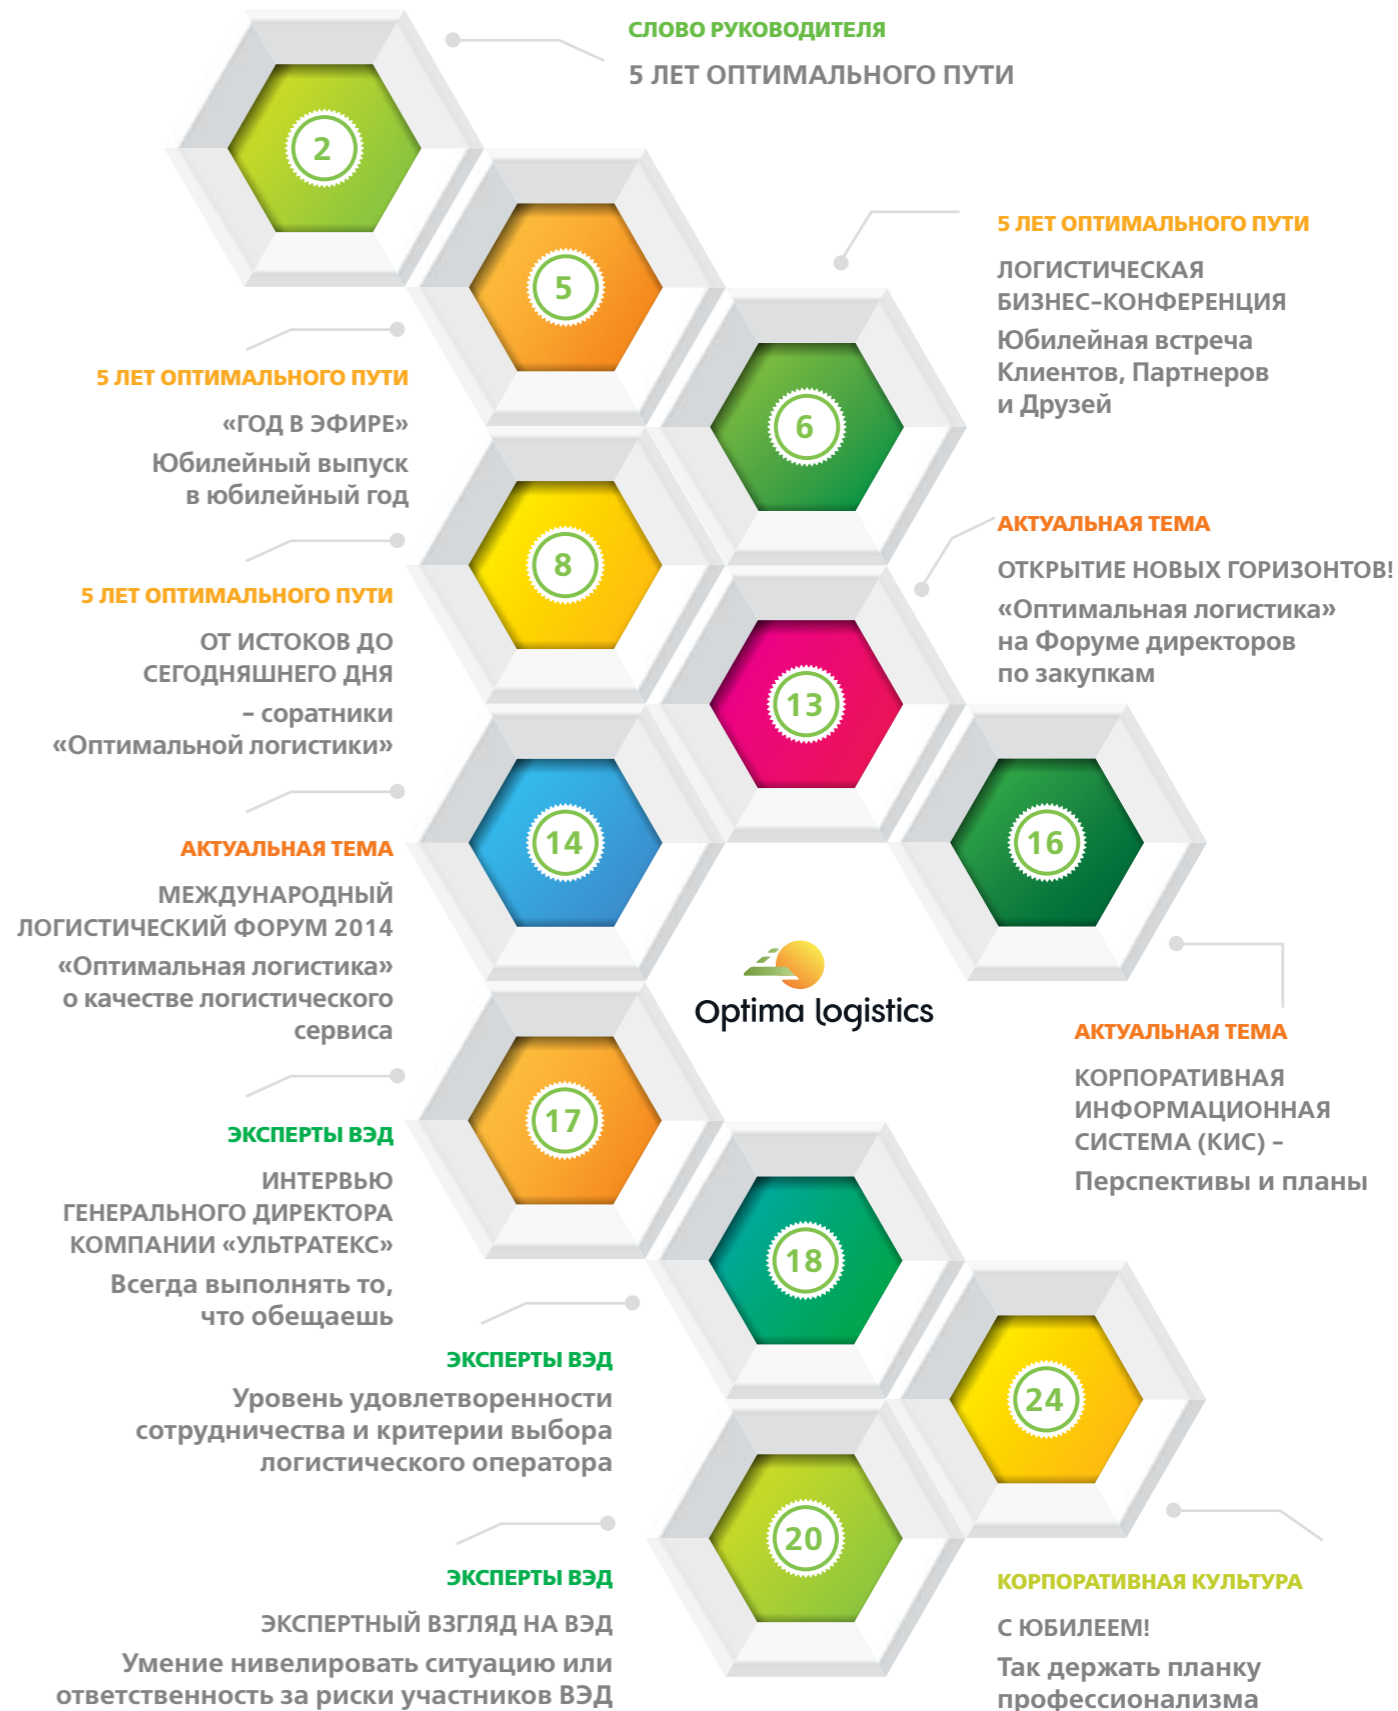 СЛОВО РУКОВОДИТЕЛЯ
5 ЛЕТ ОПТИМАЛЬНОГО ПУТИ
2
5
5 ЛЕТ ОПТИМАЛЬНОГО ПУТИ
«ГОД В ЭФИРЕ»
Юбилейный выпуск
в юбилейный год
6
5 ЛЕТ ОПТИМАЛЬНОГО ПУТИ
ЛОГИСТИЧЕСКАЯ
БИЗНЕС–КОНФЕРЕНЦИЯ
Юбилейная встреча
Клиентов, Партнеров
и Друзей
8
5 ЛЕТ ОПТИМАЛЬНОГО ПУТИ
ОТ ИСТОКОВ ДО
СЕГОДНЯШНЕГО ДНЯ
– соратники
«Оптимальной логистики»
13
АКТУАЛЬНАЯ ТЕМА
ОТКРЫТИЕ НОВЫХ ГОРИЗОНТОВ!
«Оптимальная логистика»
на Форуме директоров
по закупкам
14
АКТУАЛЬНАЯ ТЕМА
МЕЖДУНАРОДНЫЙ
ЛОГИСТИЧЕСКИЙ ФОРУМ 2014
«Оптимальная логистика»
о качестве логистического
сервиса
16
АКТУАЛЬНАЯ ТЕМА
КОРПОРАТИВНАЯ
ИНФОРМАЦИОННАЯ
СИСТЕМА (КИС) –
Перспективы и планы
Optima logistics
17
ЭКСПЕРТЫ ВЭД
ИНТЕРВЬЮ
ГЕНЕРАЛЬНОГО ДИРЕКТОРА
КОМПАНИИ «УЛЬТРАТЕКС»
Всегда выполнять то,
что обещаешь
18
ЭКСПЕРТЫ ВЭД
Уровень удовлетворенности
сотрудничества и критерии выбора
логистического оператора
20
ЭКСПЕРТЫ ВЭД
ЭКСПЕРТНЫЙ ВЗГЛЯД НА ВЭД
Умение нивелировать ситуацию или
ответственность за риски участников ВЭД
24
КОРПОРАТИВНАЯ КУЛЬТУРА
С ЮБИЛЕЕМ!
Так держать планку
профессионализма